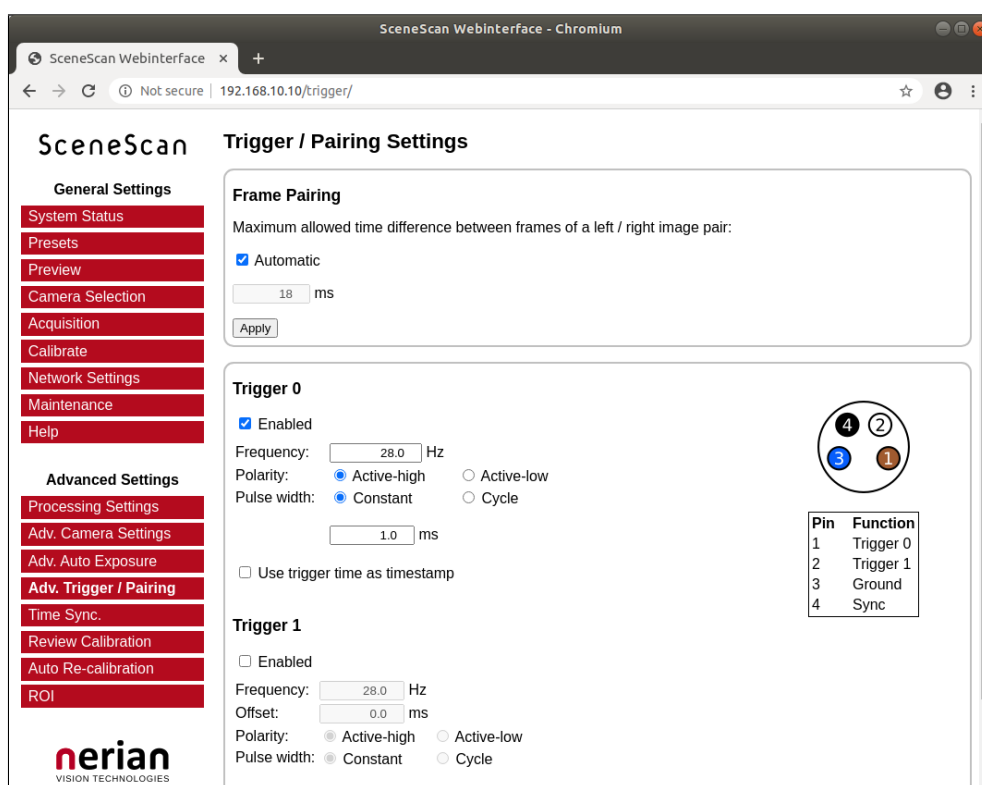 SceneScan Webinterface - Chromium
SceneScan Webinterface × +
Not secure | 192.168.10.10/trigger/
SceneScan
General Settings
System Status
Presets
Preview
Camera Selection
Acquisition
Calibrate
Network Settings
Maintenance
Help
Advanced Settings
Processing Settings
Adv. Camera Settings
Adv. Auto Exposure
Adv. Trigger / Pairing
Time Sync.
Review Calibration
Auto Re-calibration
ROI
nerian
VISION TECHNOLOGIES
Trigger / Pairing Settings
Frame Pairing
Maximum allowed time difference between frames of a left / right image pair:
Automatic
18 ms
Apply
Trigger 0
Enabled
Frequency: 28.0 Hz
Polarity: Active-high Active-low
Pulse width: Constant Cycle
1.0 ms
Use trigger time as timestamp
4 2
3 1
Pin Function
1 Trigger 0
2 Trigger 1
3 Ground
4 Sync
Trigger 1
Enabled
Frequency: 28.0 Hz
Offset: 0.0 ms
Polarity: Active-high Active-low
Pulse width: Constant Cycle